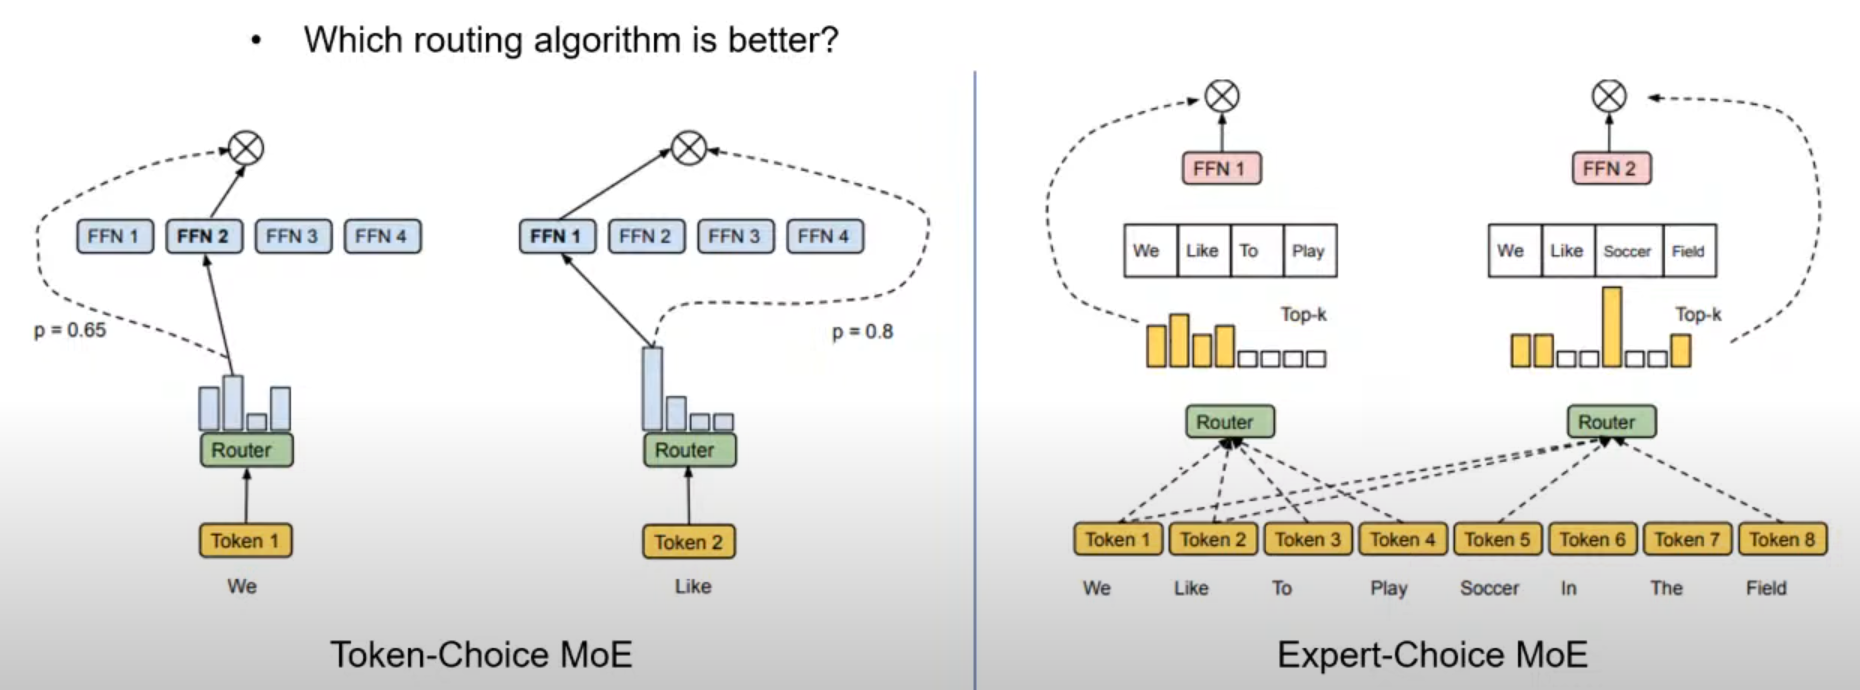 • Which routing algorithm is better?
FFN 1 FFN 2 FFN 3 FFN 4
p = 0.65
Router
Token 1
We
FFN 1 FFN 2 FFN 3 FFN 4
p = 0.8
Router
Token 2
Like
Token-Choice MoE
FFN 1
We Like To Play
Top-k
Router
FFN 2
We Like Soccer Field
Top-k
Router
Token 1 Token 2 Token 3 Token 4 Token 5 Token 6 Token 7 Token 8
We Like To Play Soccer In The Field
Expert-Choice MoE